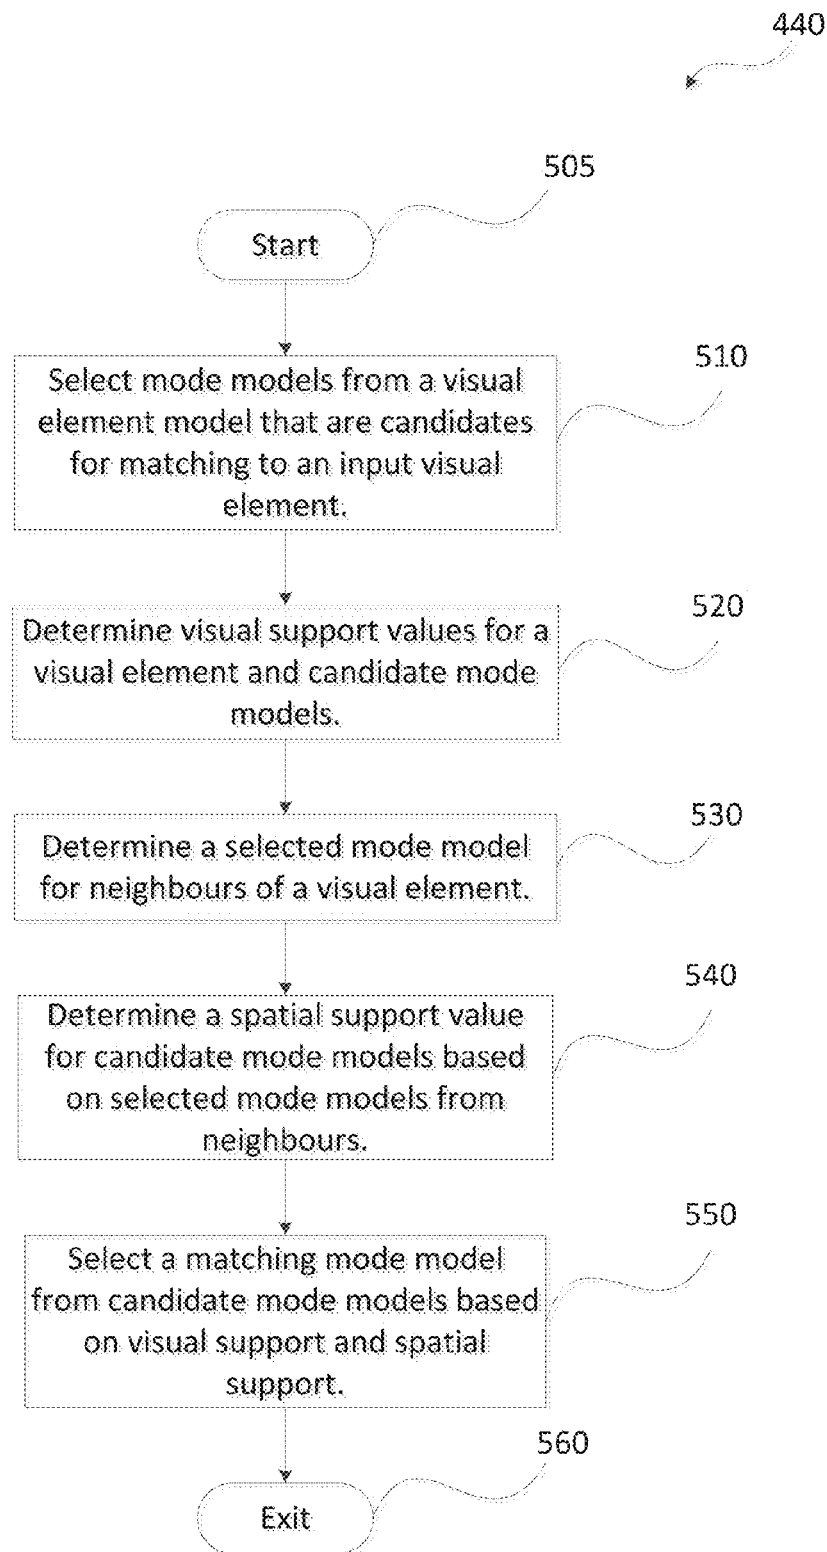 440
505
Start
510
Select mode models from a visual
element model that are candidates
for matching to an input visual
element.
520
Determine visual support values for a
visual element and candidate mode
models.
530
Determine a selected mode model
for neighbours of a visual element.
540
Determine a spatial support value
for candidate mode models based
on selected mode models from
neighbours.
550
Select a matching mode model
from candidate mode models based
on visual support and spatial
support.
560
Exit